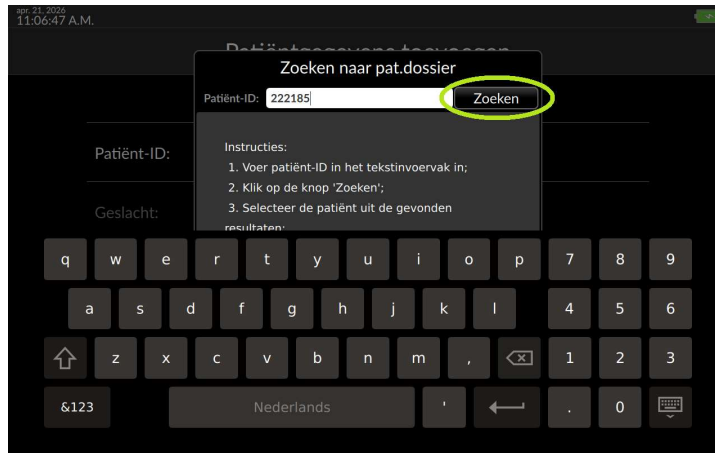 apr. 21, 2026
11:06:47 A.M.
Patiëntgegevens toevoegen
Zoeken naar pat.dossier
Patiënt-ID: 222185 Zoeken
Instructies:
Patiënt-ID:
1. Voer patiënt-ID in het tekstinvoervak in;
2. Klik op de knop 'Zoeken';
3. Selecteer de patiënt uit de gevonden
Geslacht:
resultaten;
q w e r t y u i o p 7 8 9
a s d f g h j k l 4 5 6
z x c v b n m , 1 2 3
&123 Nederlands ' . 0